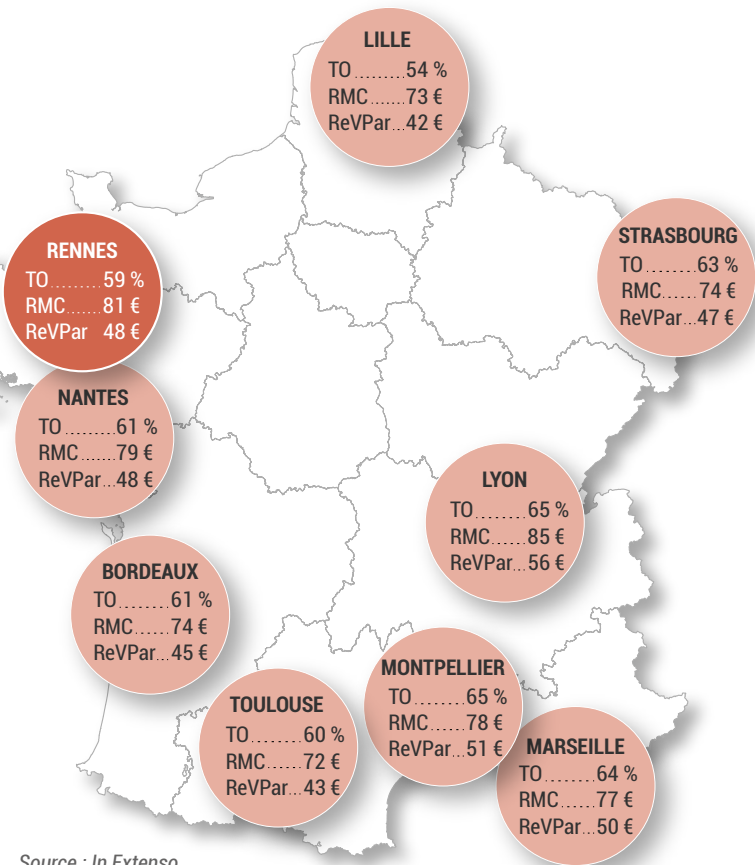 LILLE
TO.........54 %
RMC.......73 €
ReVPar...42 €
STRASBOURG
TO.........63 %
RMC......74 €
ReVPar...47 €
RENNES
TO.........59 %
RMC......81 €
ReVPar 48 €
NANTES
TO.........61 %
RMC......79 €
ReVPar...48 €
LYON
TO.........65 %
RMC......85 €
ReVPar...56 €
BORDEAUX
TO.........61 %
RMC......74 €
ReVPar...45 €
MONTPELLIER
TO.........65 %
RMC......78 €
ReVPar...51 €
TOULOUSE
TO.........60 %
RMC.......72 €
ReVPar...43 €
MARSEILLE
TO.........64 %
RMC......77 €
ReVPar...50 €
Source : In Extenso